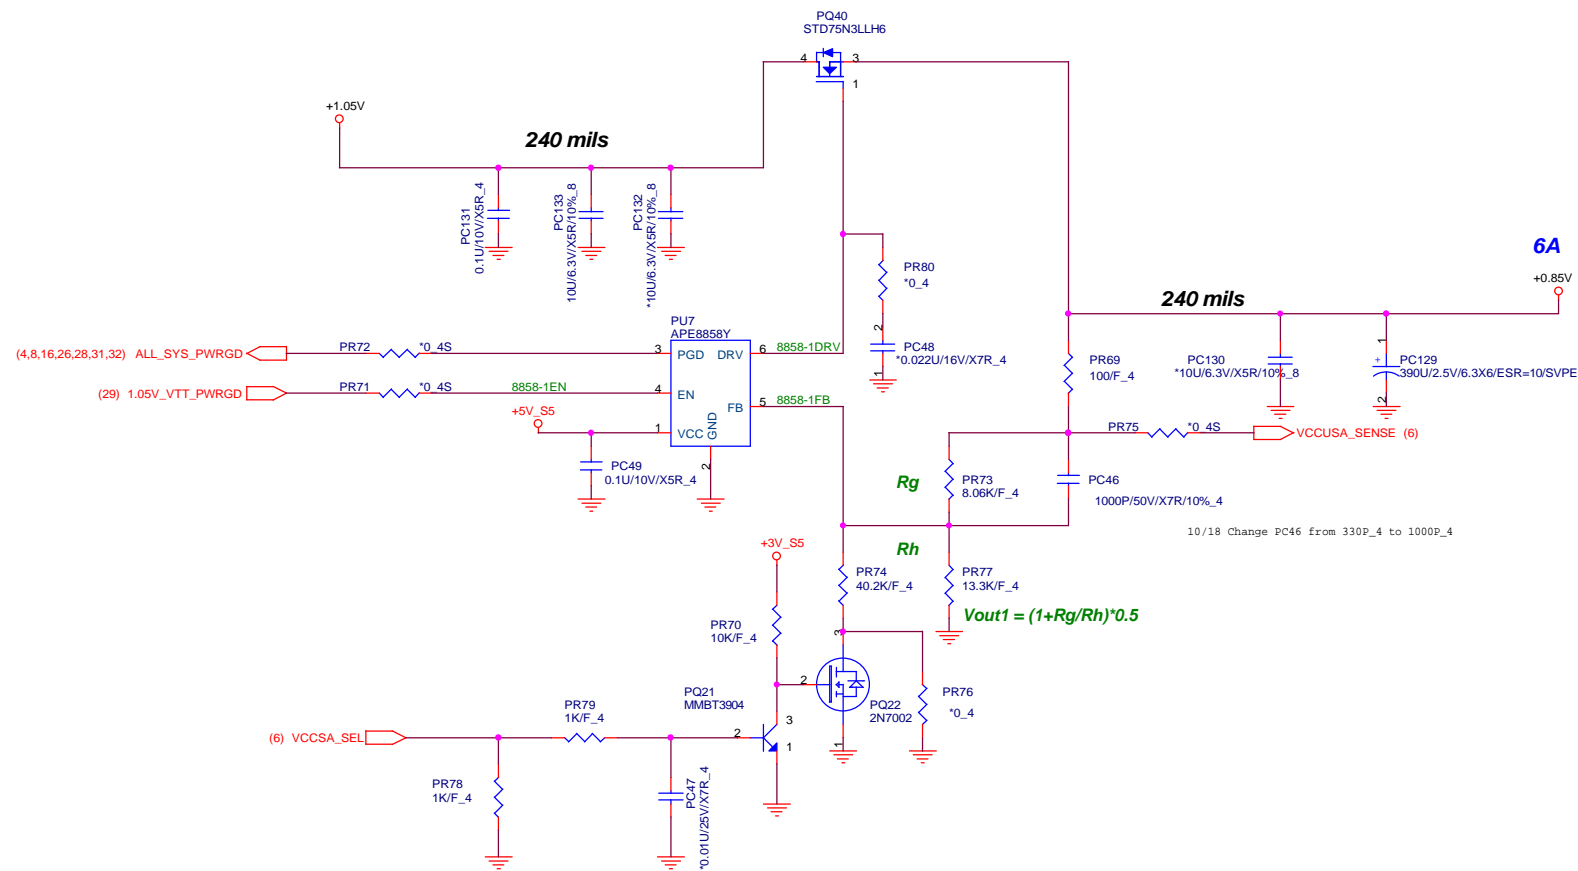 PQ40
STD75N3LLH6
4
3
1
+1.05V
240 mils
PC131
0.1U/10V/X5R_4
PC133
10U/6.3V/X5R/10%_8
PC132
*10U/6.3V/X5R/10%_8
PR80
*0_4
6A
+0.85V
240 mils
PU7
APE8858Y
2
PC48
*0.022U/16V/X7R_4
1
(4,8,16,26,28,31,32) ALL_SYS_PWRGD
PR72
*0_4S
3
PGD
DRV
6
8858-1DRV
PR69
100/F_4
PC130
*10U/6.3V/X5R/10%_8
1
+
PC129
390U/2.5V/6.3X6/ESR=10/SVPE
2
(29) 1.05V_VTT_PWRGD
PR71
*0_4S
8858-1EN
4
EN
FB
5
8858-1FB
+5V_S5
1
VCC
GND
2
PR75
*0_4S
VCCUSA_SENSE (6)
PC49
0.1U/10V/X5R_4
Rg
PR73
8.06K/F_4
PC46
1000P/50V/X7R/10%_4
10/18 Change PC46 from 330P_4 to 1000P_4
+3V_S5
Rh
PR74
40.2K/F_4
PR77
13.3K/F_4
Vout1 = (1+Rg/Rh)*0.5
PR70
10K/F_4
3
2
PQ22
2N7002
1
PR76
*0_4
PQ21
MMBT3904
3
2
1
(6) VCCSA_SEL
PR79
1K/F_4
PR78
1K/F_4
PC47
*0.01U/25V/X7R_4